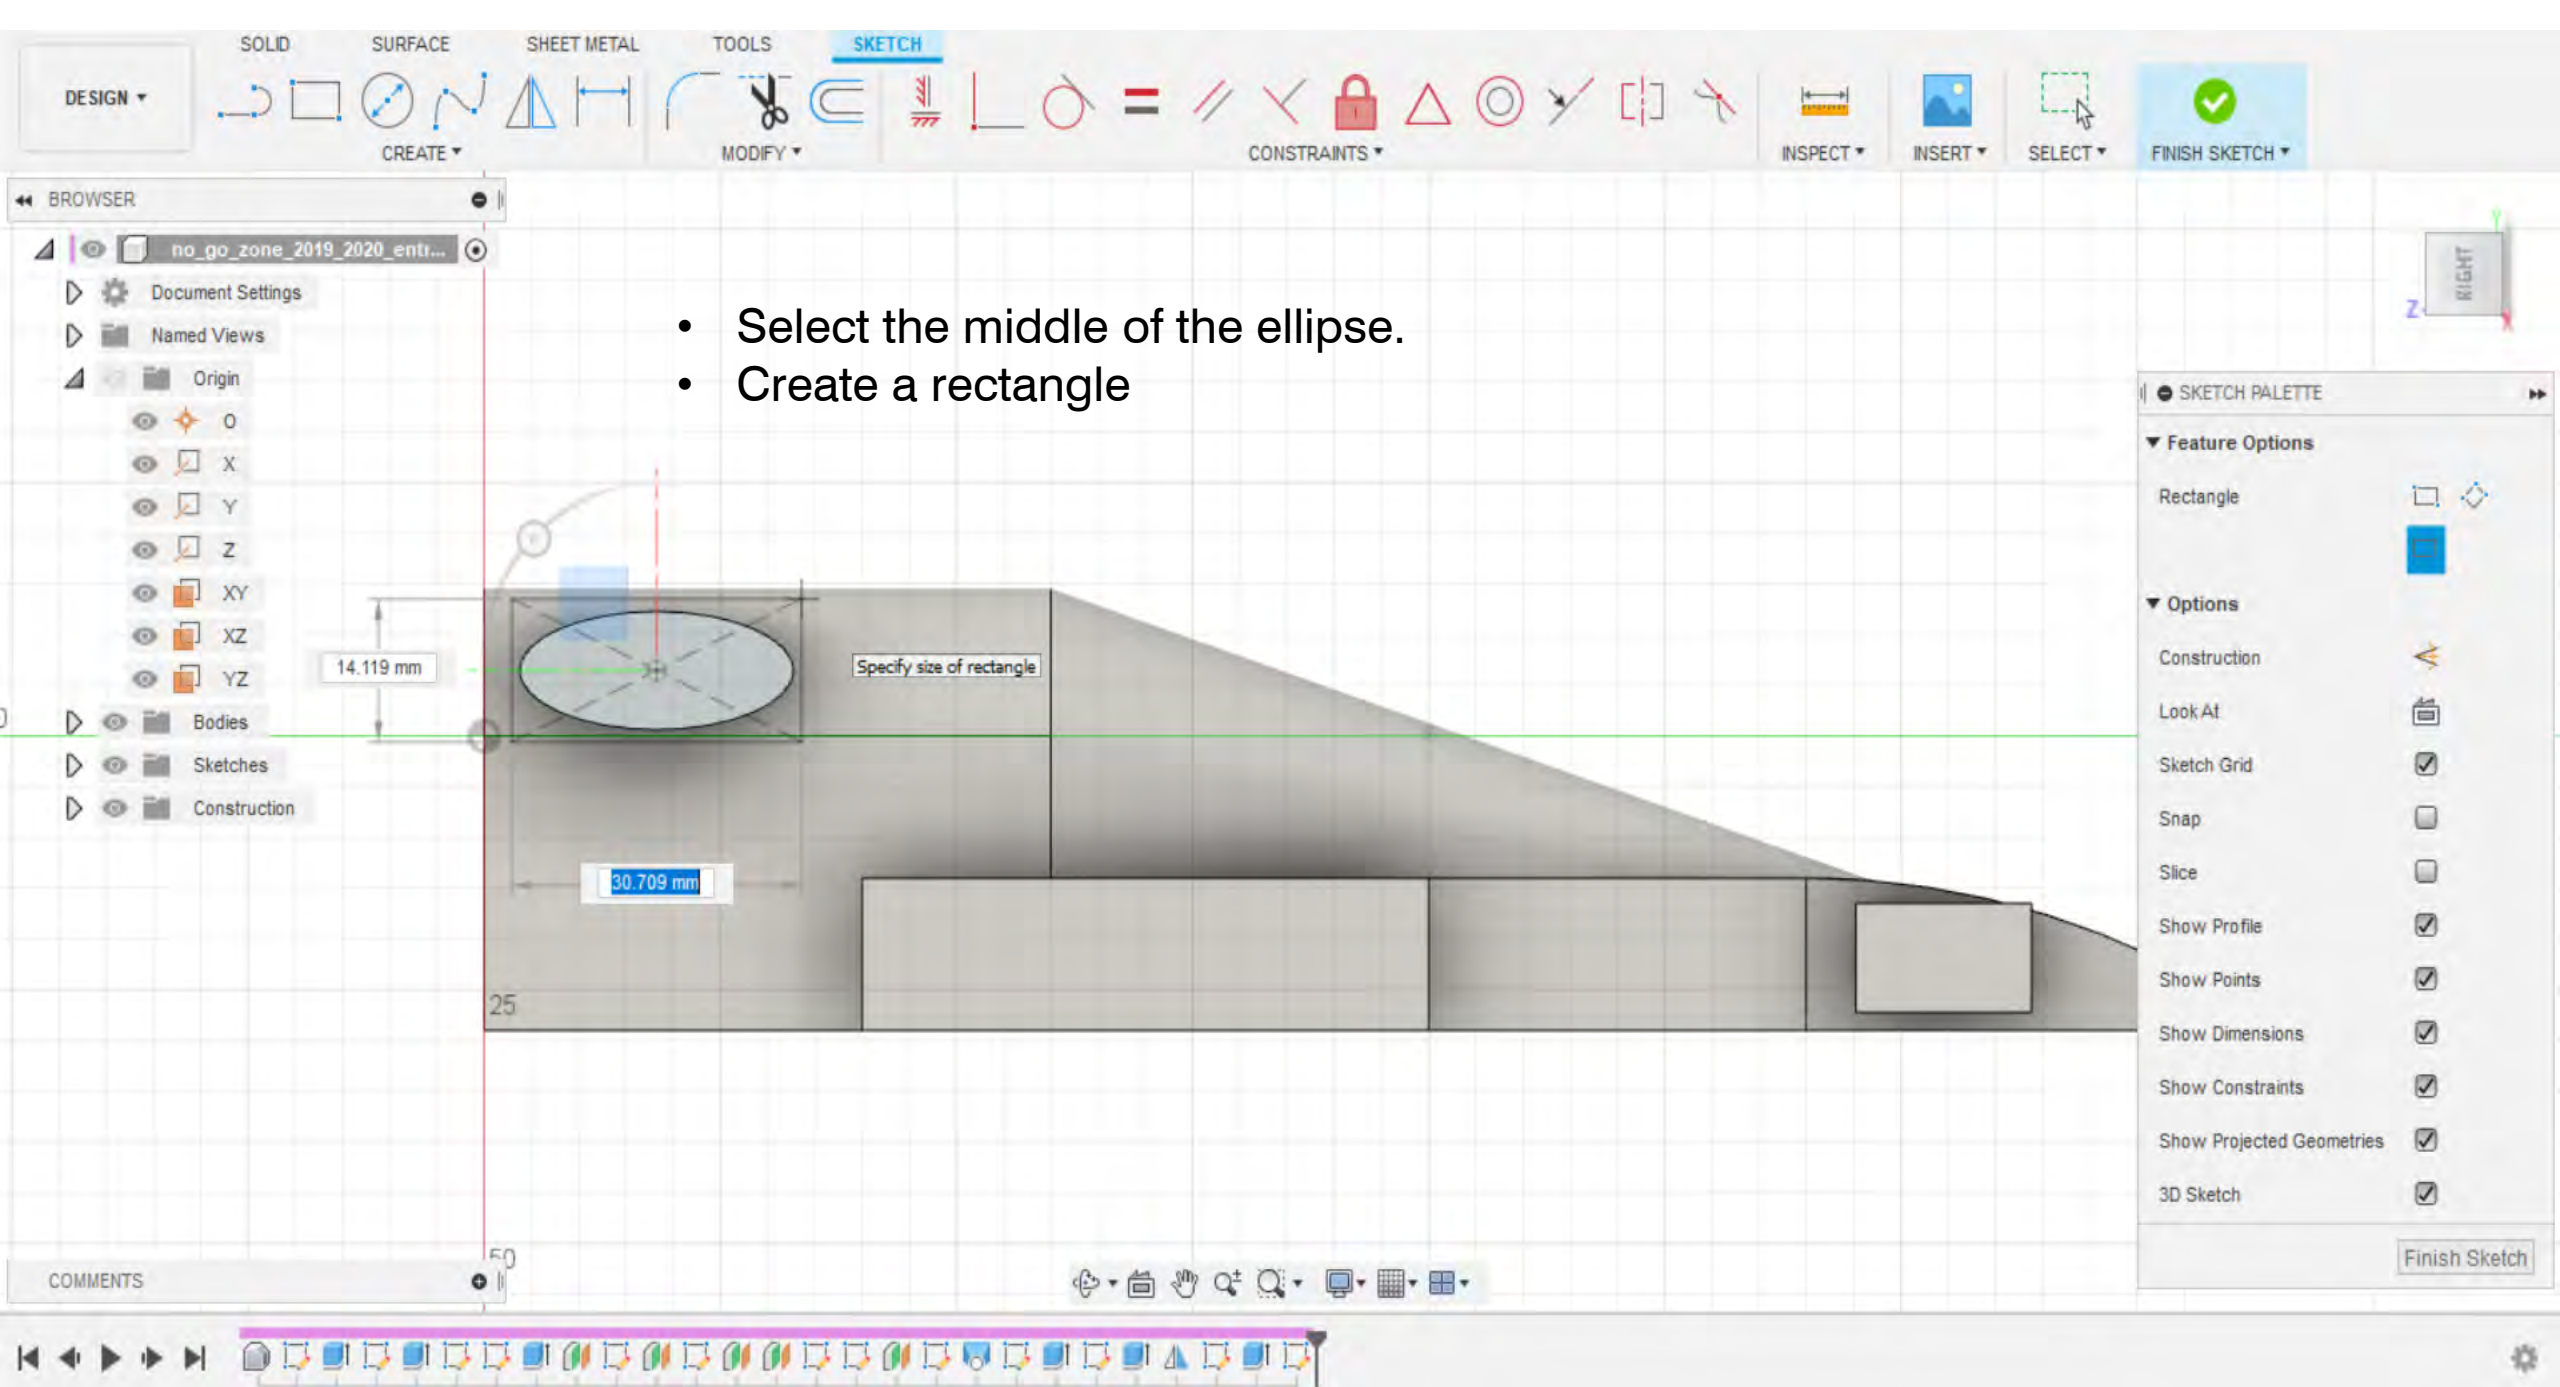 SOLID SURFACE SHEET METAL TOOLS SKETCH
DESIGN
CREATE MODIFY CONSTRAINTS INSPECT INSERT SELECT FINISH SKETCH
BROWSER
no_go_zone_2019_2020_entr...
Document Settings
Named Views
Origin
O
X
Y
Z
XY
XZ
YZ
Bodies
Sketches
Construction
• Select the middle of the ellipse.
• Create a rectangle
14.119 mm
Specify size of rectangle
30.709 mm
25
50
Y
RIGHT
Z
X
SKETCH PALETTE
Feature Options
Rectangle
Options
Construction
Look At
Sketch Grid
Snap
Slice
Show Profile
Show Points
Show Dimensions
Show Constraints
Show Projected Geometries
3D Sketch
Finish Sketch
COMMENTS